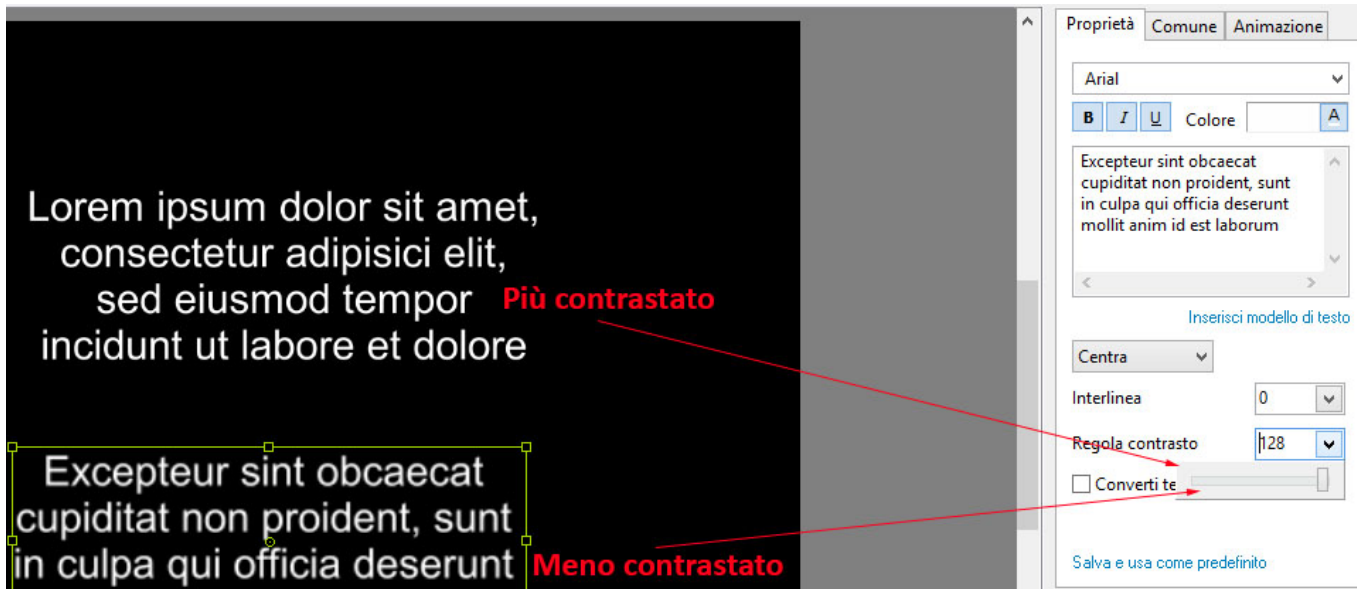 Lorem ipsum dolor sit amet,
consectetur adipisici elit,
sed eiusmod tempor
incidunt ut labore et dolore
Più contrastato
Excepteur sint obcaecat
cupiditat non proident, sunt
in culpa qui officia deserunt
Meno contrastato
Proprietà Comune Animazione
Arial
B I U Colore A
Excepteur sint obcaecat
cupiditat non proident, sunt
in culpa qui officia deserunt
mollit anim id est laborum
Inserisci modello di testo
Centra
Interlinea 0
Regola contrasto 128
Converti te
Salva e usa come predefinito